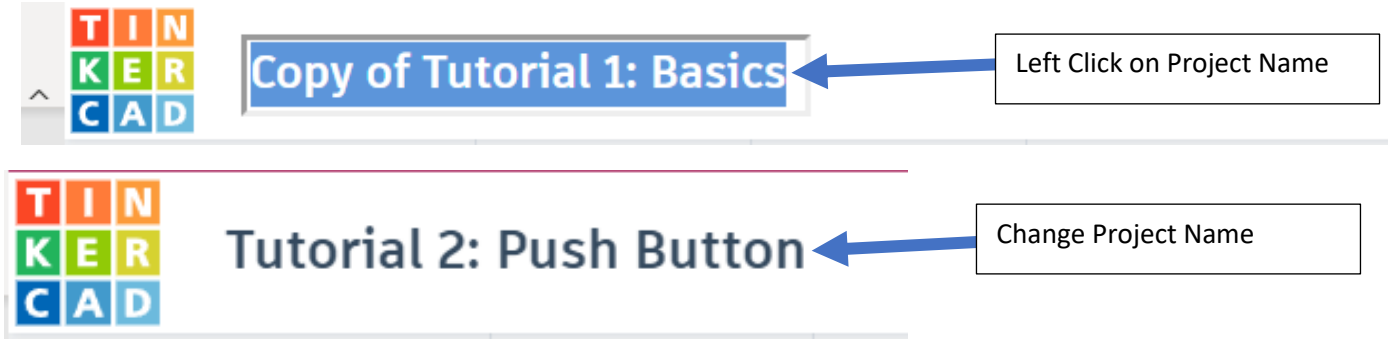 TIN
KER
CAD
Copy of Tutorial 1: Basics
Left Click on Project Name
TIN
KER
CAD
Tutorial 2: Push Button
Change Project Name